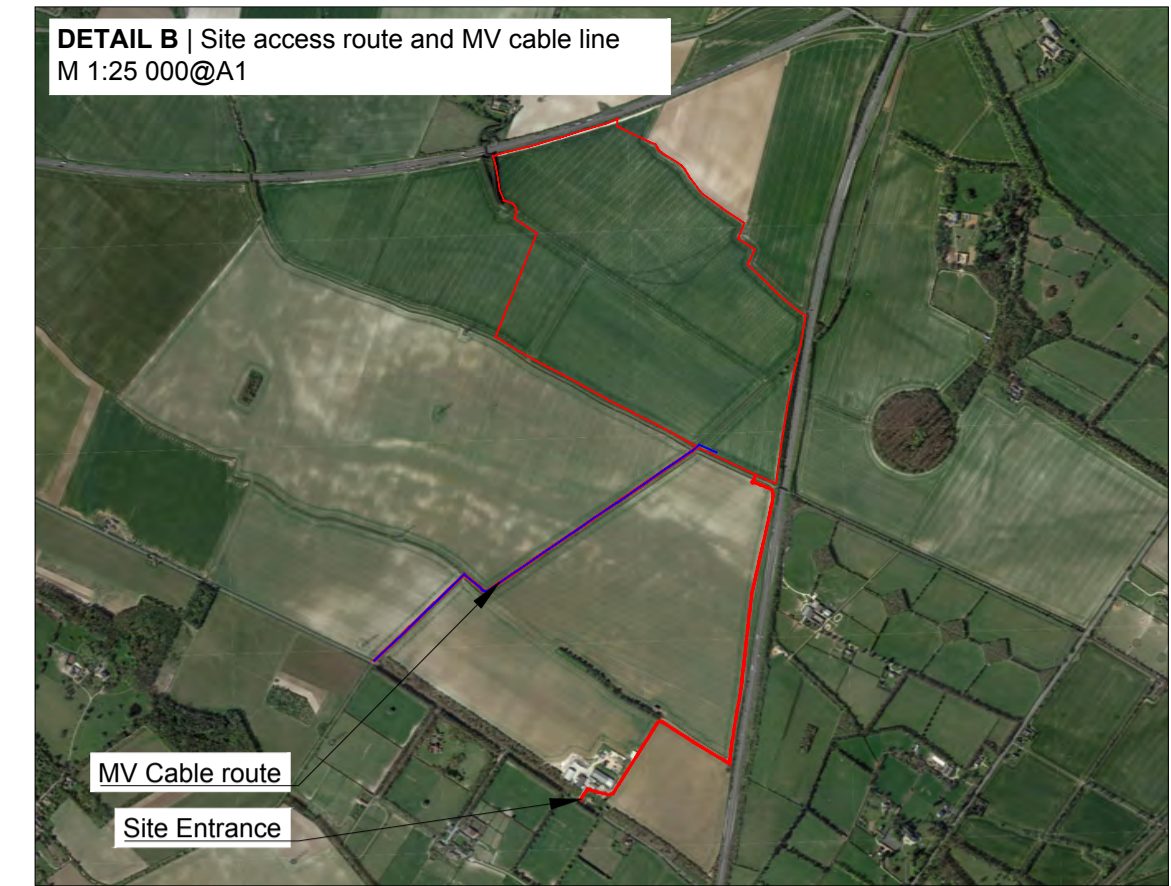 DETAIL B | Site access route and MV cable line
M 1:25 000@A1
MV Cable route
Site Entrance